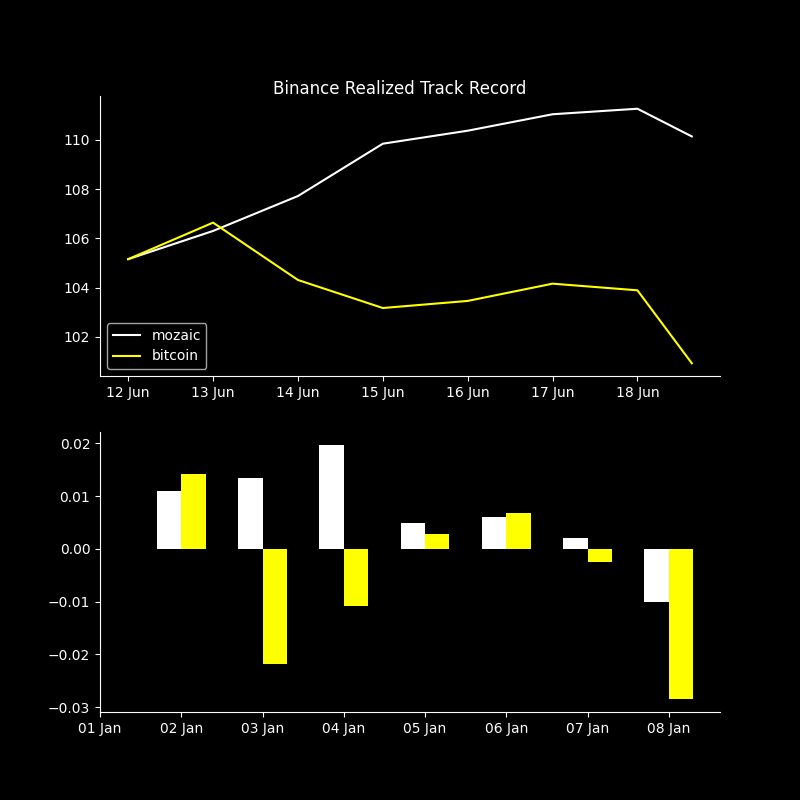 Binance Realized Track Record
110
108
106
104
102
mozaic
bitcoin
12 Jun 13 Jun 14 Jun 15 Jun 16 Jun 17 Jun 18 Jun
0.02
0.01
0.00
−0.01
−0.02
−0.03
01 Jan 02 Jan 03 Jan 04 Jan 05 Jan 06 Jan 07 Jan 08 Jan